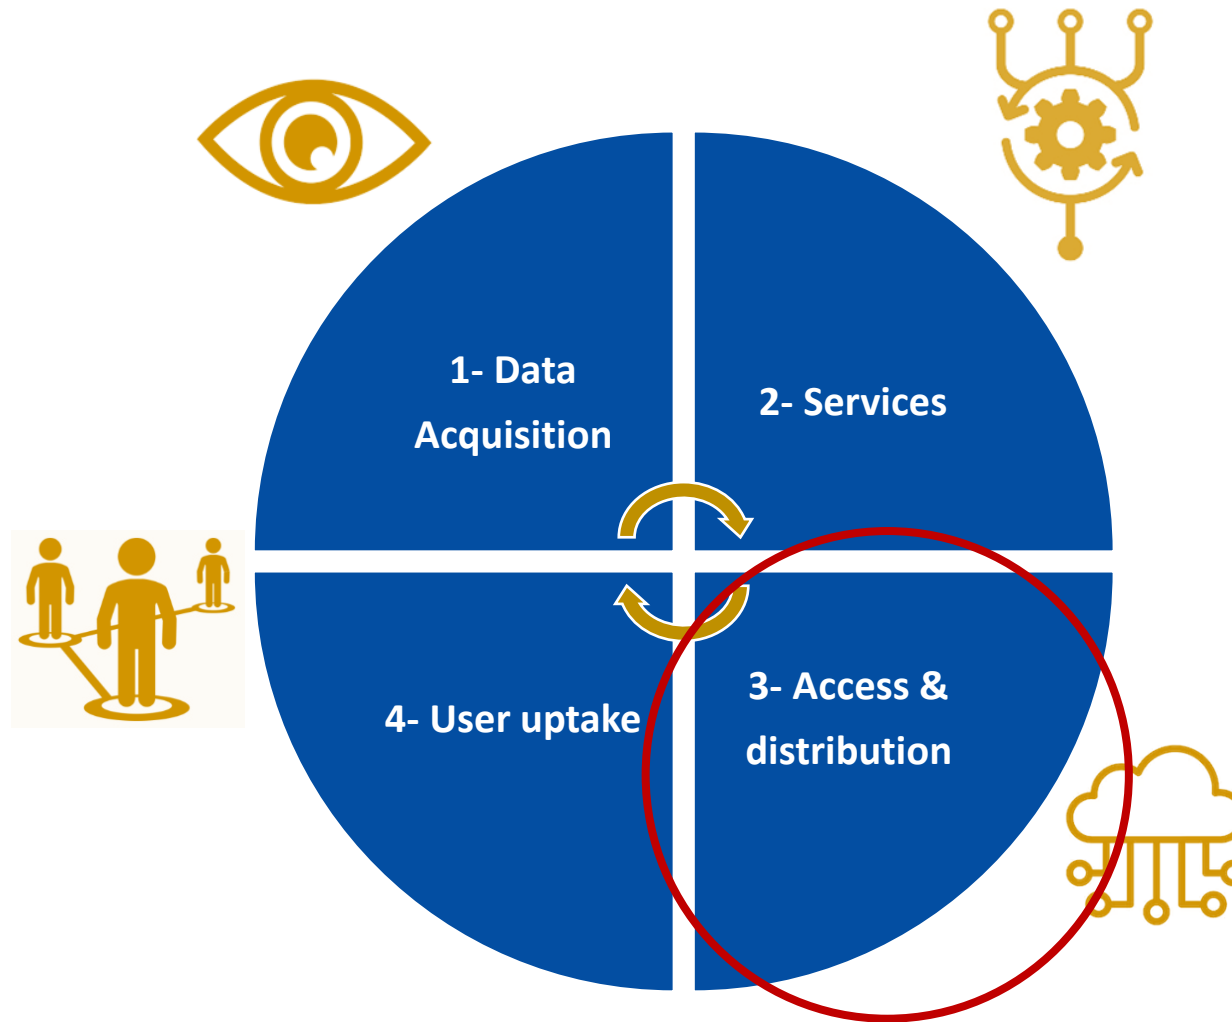 1- Data
Acquisition
2- Services
3- Access &
distribution
4- User uptake